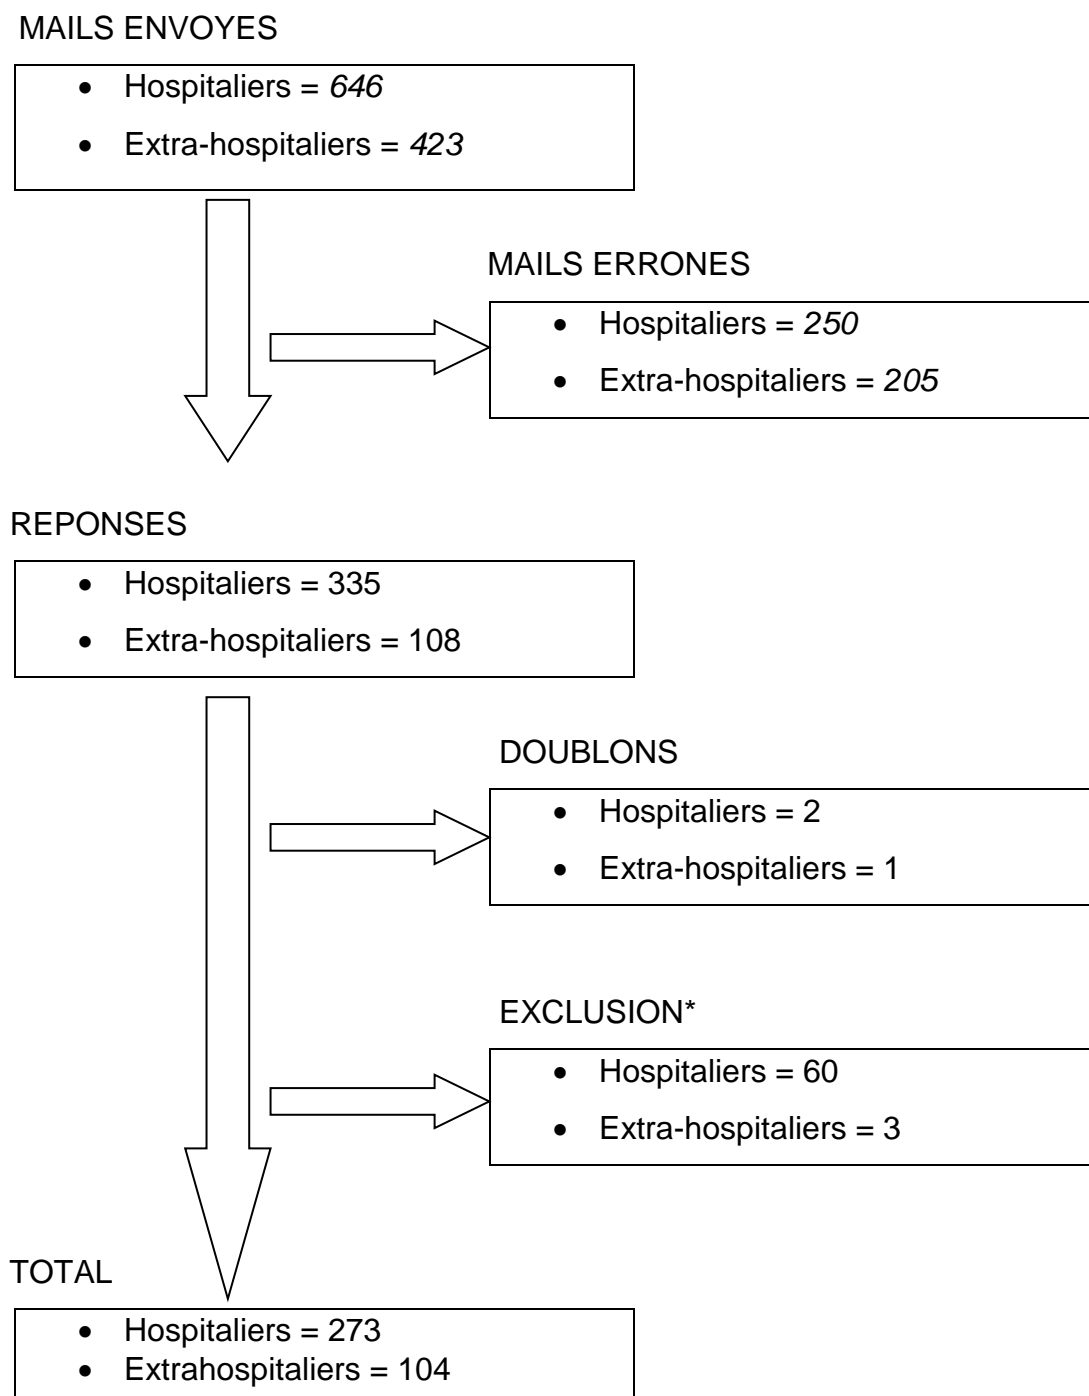 MAILS ENVOYES
• Hospitaliers = 646
• Extra-hospitaliers = 423
MAILS ERRONES
• Hospitaliers = 250
• Extra-hospitaliers = 205
REPONSES
• Hospitaliers = 335
• Extra-hospitaliers = 108
DOUBLONS
• Hospitaliers = 2
• Extra-hospitaliers = 1
EXCLUSION*
• Hospitaliers = 60
• Extra-hospitaliers = 3
TOTAL
• Hospitaliers = 273
• Extrahospitaliers = 104